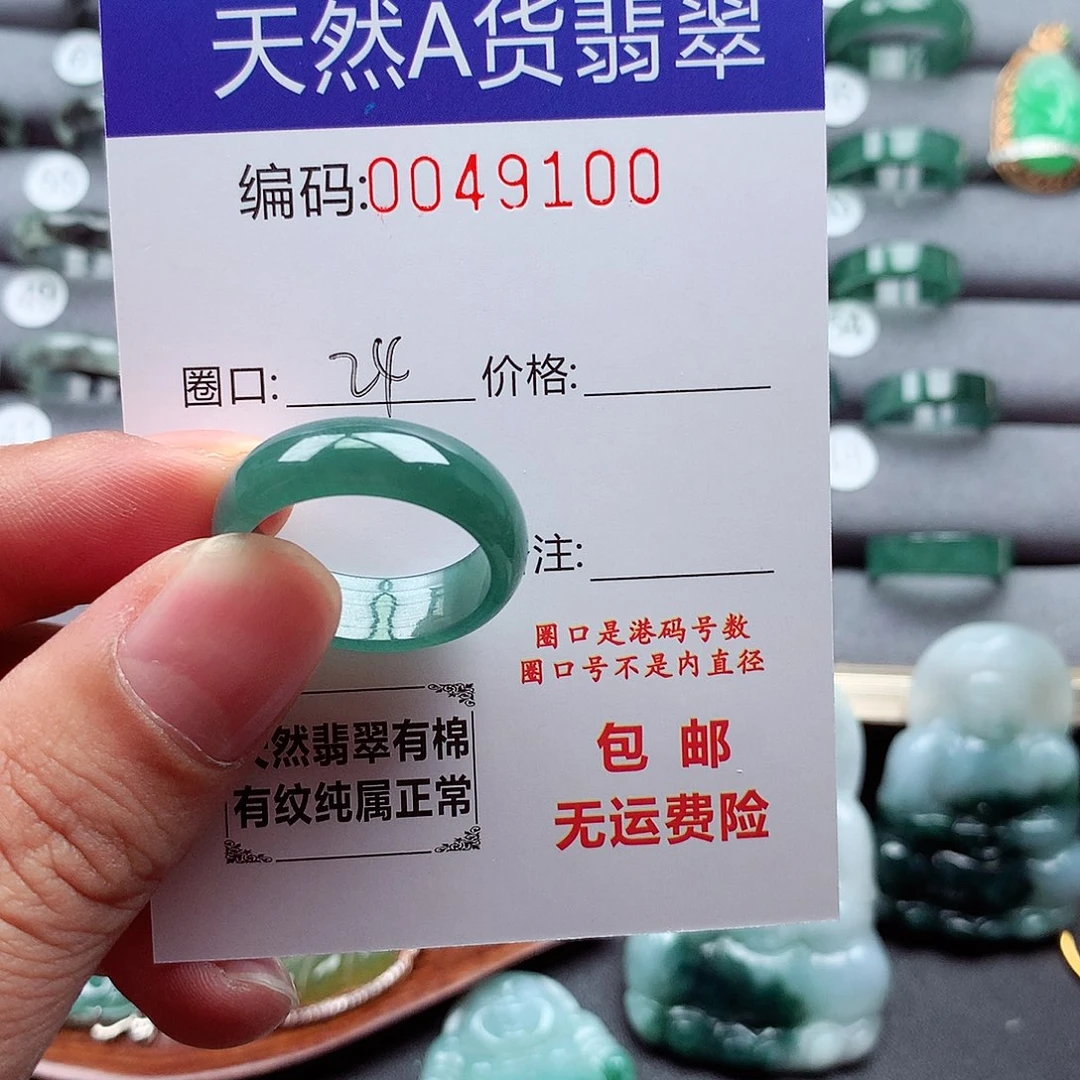 天然A货翡翠
编码:0049100
圈口: 24 价格:
注:
圈口是港码号数
圈口号不是内直径
然翡翠有棉
有纹纯属正常
包邮
无运费险